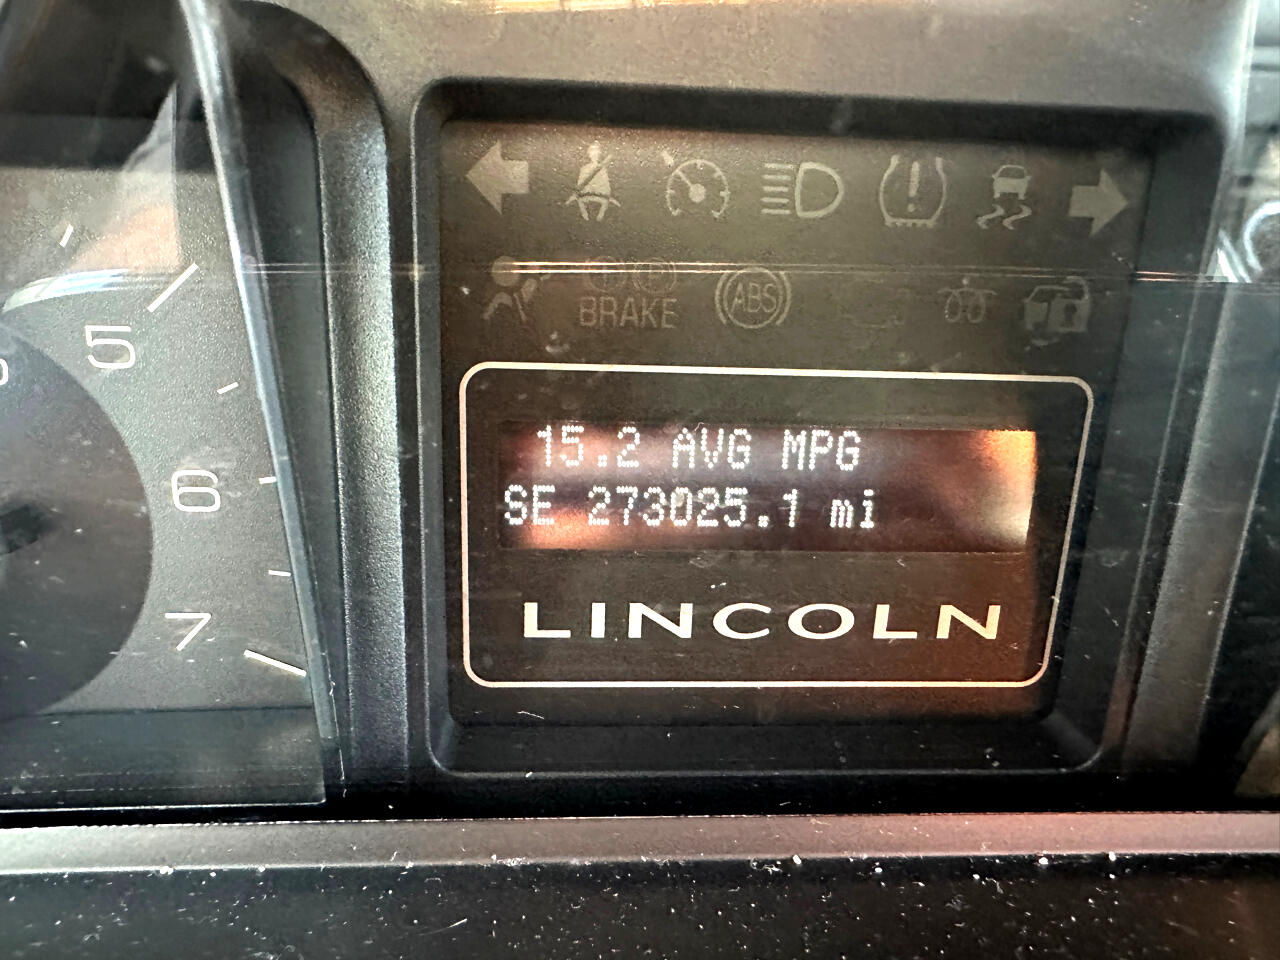 5
6
7
BRAKE
ABS
15.2 AVG MPG
SE 273025.1 mi
LINCOLN